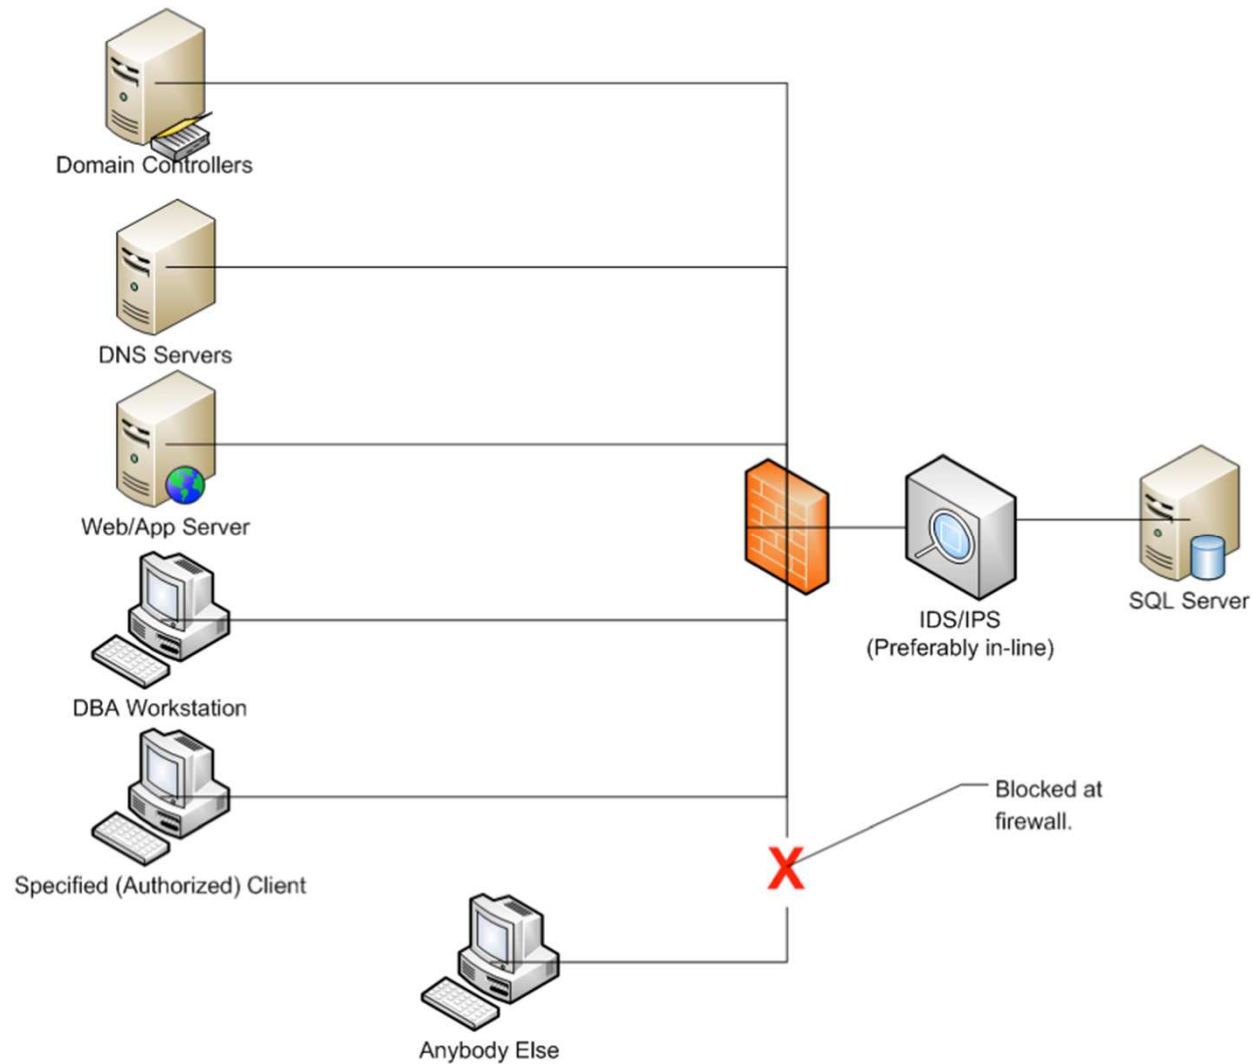 Domain Controllers
DNS Servers
Web/App Server
IDS/IPS
(Preferably in-line)
SQL Server
DBA Workstation
Blocked at
firewall.
X
Specified (Authorized) Client
Anybody Else